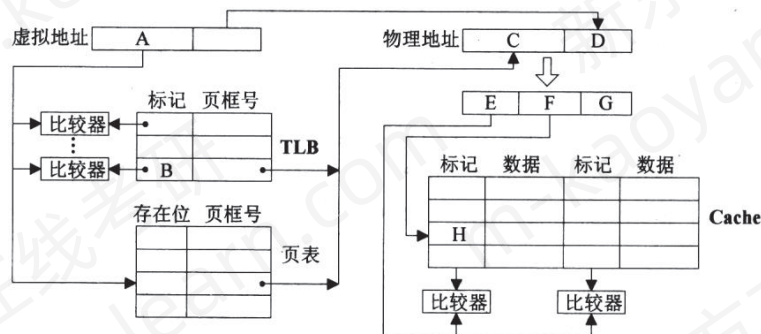 虚拟地址 A
物理地址 C D
E F G
标记 页框号
比较器
比较器 B
TLB
存在位 页框号
页表
标记 数据 标记 数据
H
Cache
比较器 比较器